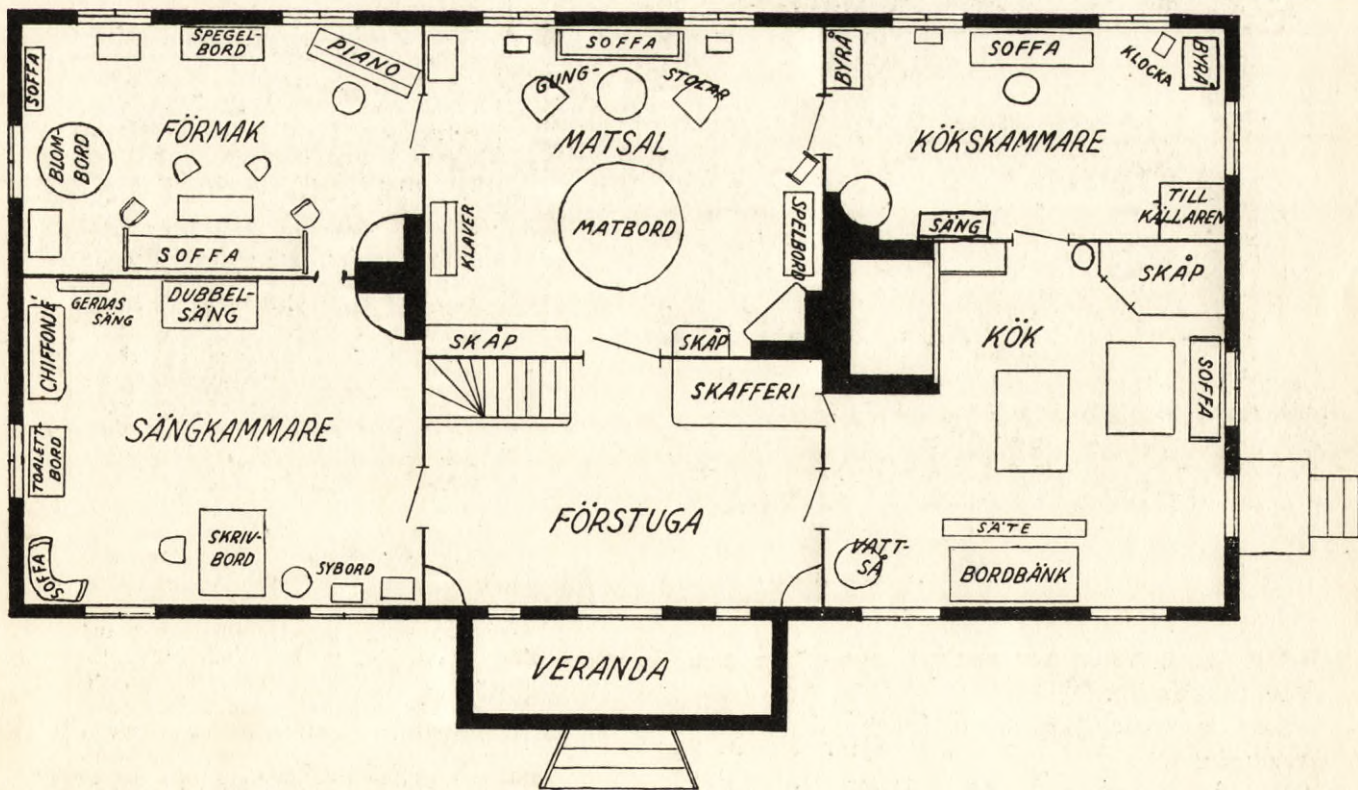 SPEGEL-
BORD
PIANO
SOFFA
FÖRMAK
BLOM-
BORD
SOFFA
SOFFA
GUNG-
STOLAR
MATSAL
MATBORD
KLAVER
SPELBORD
SKÅP
SKÅP
BYRÅ
SOFFA
KLOCKA
BYRÅ
KÖKSKAMMARE
TILL
KÄLLAREN
SÄNG
SKÅP
KÖK
SOFFA
SÄTE
BORDBÄNK
VATT-
SÅ
SKAFFERI
FÖRSTUGA
GERDAS
SÄNG
DUBBEL-
SÄNG
CHIFFONJÉ
SÄNGKAMMARE
TOALETT-
BORD
SOFFA
SKRIV-
BORD
SYBORD
VERANDA